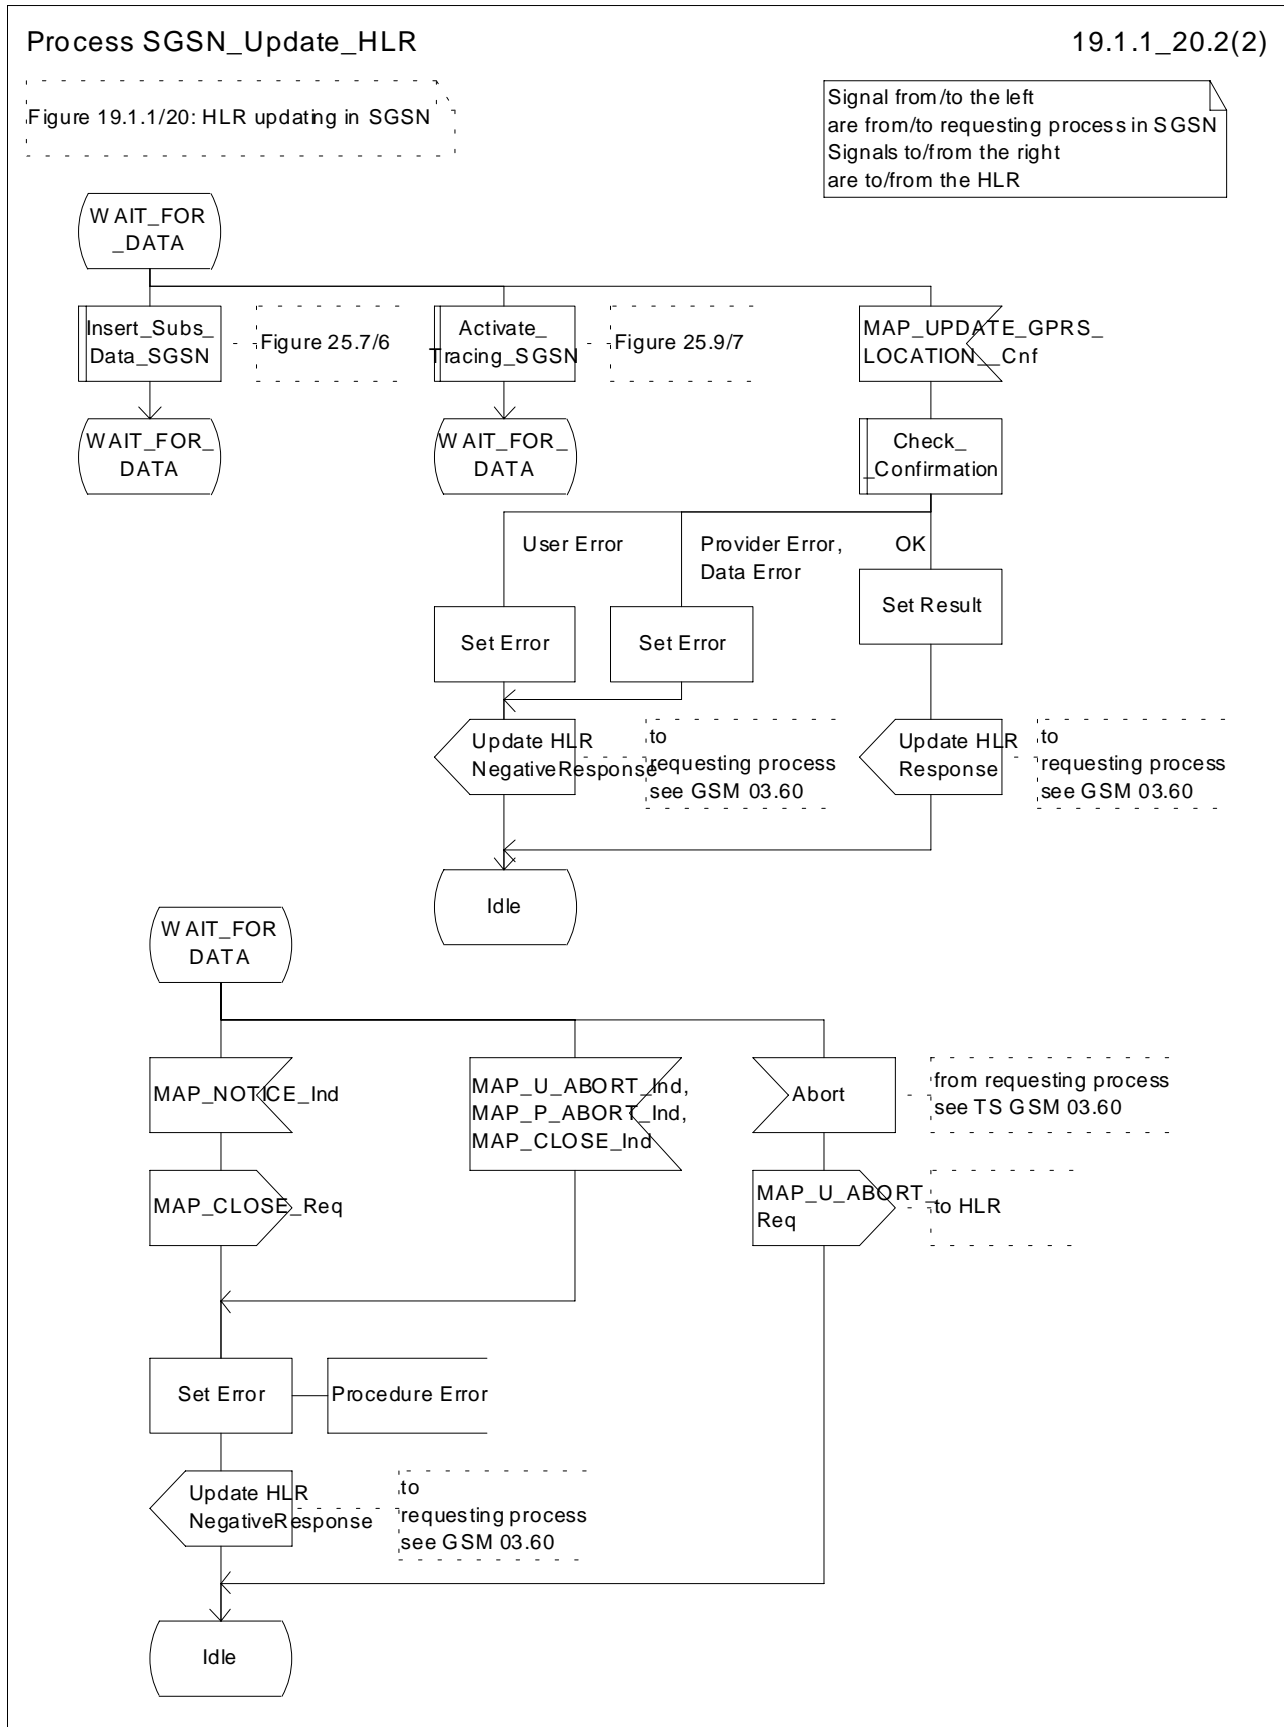 Process SGSN_Update_HLR
19.1.1_20.2(2)
Figure 19.1.1/20: HLR updating in SGSN
Signal from/to the left
are from/to requesting process in SGSN
Signals to/from the right
are to/from the HLR
WAIT_FOR
_DATA
Insert_Subs_
Data_SGSN
Figure 25.7/6
Activate_
Tracing_SGSN
Figure 25.9/7
MAP_UPDATE_GPRS_
LOCATION__Cnf
WAIT_FOR_
DATA
WAIT_FOR_
DATA
Check_
_Confirmation
User Error
Provider Error,
Data Error
OK
Set Error
Set Error
Set Result
Update HLR
NegativeResponse
to
requesting process
see GSM 03.60
Update HLR
Response
to
requesting process
see GSM 03.60
Idle
WAIT_FOR
DATA
MAP_NOTICE_Ind
MAP_U_ABORT_Ind,
MAP_P_ABORT_Ind,
MAP_CLOSE_Ind
Abort
from requesting process
see TS GSM 03.60
MAP_CLOSE_Req
MAP_U_ABORT_
Req
to HLR
Set Error
Procedure Error
Update HLR
NegativeResponse
to
requesting process
see GSM 03.60
Idle